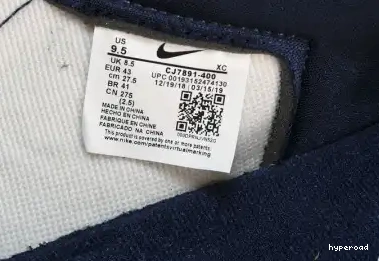 US
9.5
XC
UK 8.5
EUR 43
cm 27.5
BR 41
CN 275
(2.5)
CJ7891-400
UPC 00193152474130
12/19/18 03/15/19
MADE IN CHINA
HECHO EN CHINA
FABRIQUE EN CHINE
FABRICADO NA CHINA
This product is covered by one or more patents:
www.nike.com/patentsvirtualmarking
hyperoad